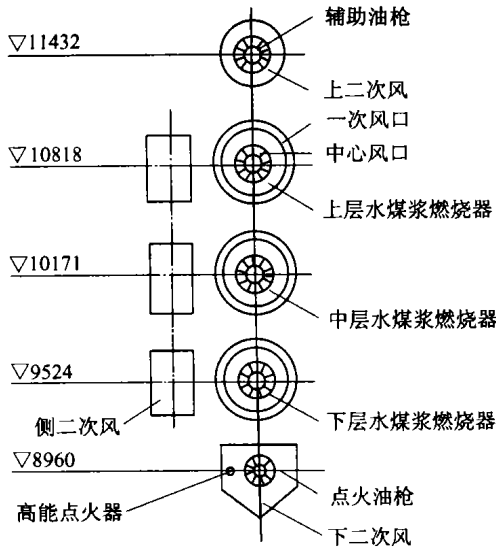 辅助油枪
▽11432
上二次风
一次风口
▽10818
中心风口
上层水煤浆燃烧器
▽10171
中层水煤浆燃烧器
▽9524
侧二次风
下层水煤浆燃烧器
▽8960
点火油枪
高能点火器
下二次风